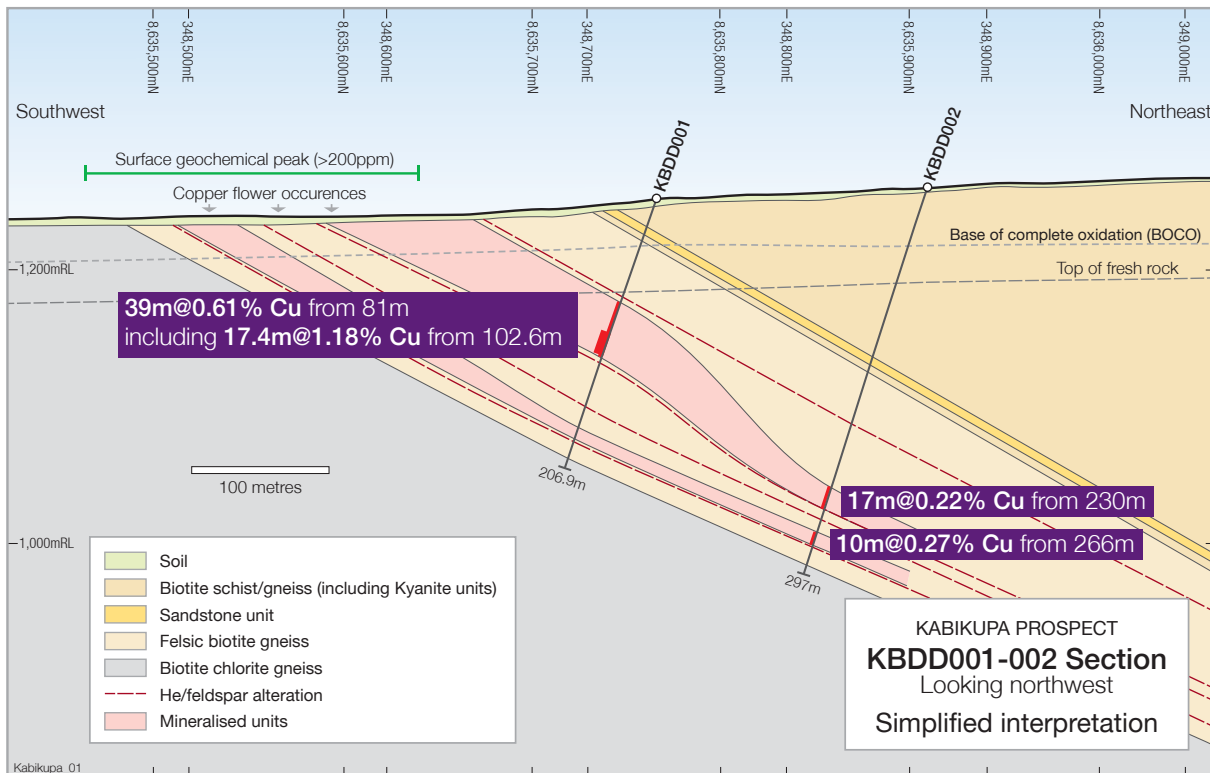 8,635,500mN
348,500mE
8,635,600mN
348,600mE
8,635,700mN
348,700mE
8,635,800mN
348,800mE
8,635,900mN
348,900mE
8,636,000mN
349,000mE
Southwest
Northeast
KBDD001
KBDD002
Surface geochemical peak (>200ppm)
Copper flower occurences
Base of complete oxidation (BOCO)
1,200mRL
Top of fresh rock
39m@0.61% Cu from 81m
including 17.4m@1.18% Cu from 102.6m
100 metres
206.9m
17m@0.22% Cu from 230m
10m@0.27% Cu from 266m
1,000mRL
297m
Soil
Biotite schist/gneiss (including Kyanite units)
Sandstone unit
Felsic biotite gneiss
Biotite chlorite gneiss
He/feldspar alteration
Mineralised units
KABIKUPA PROSPECT
KBDD001-002 Section
Looking northwest
Simplified interpretation
Kabikupa_01